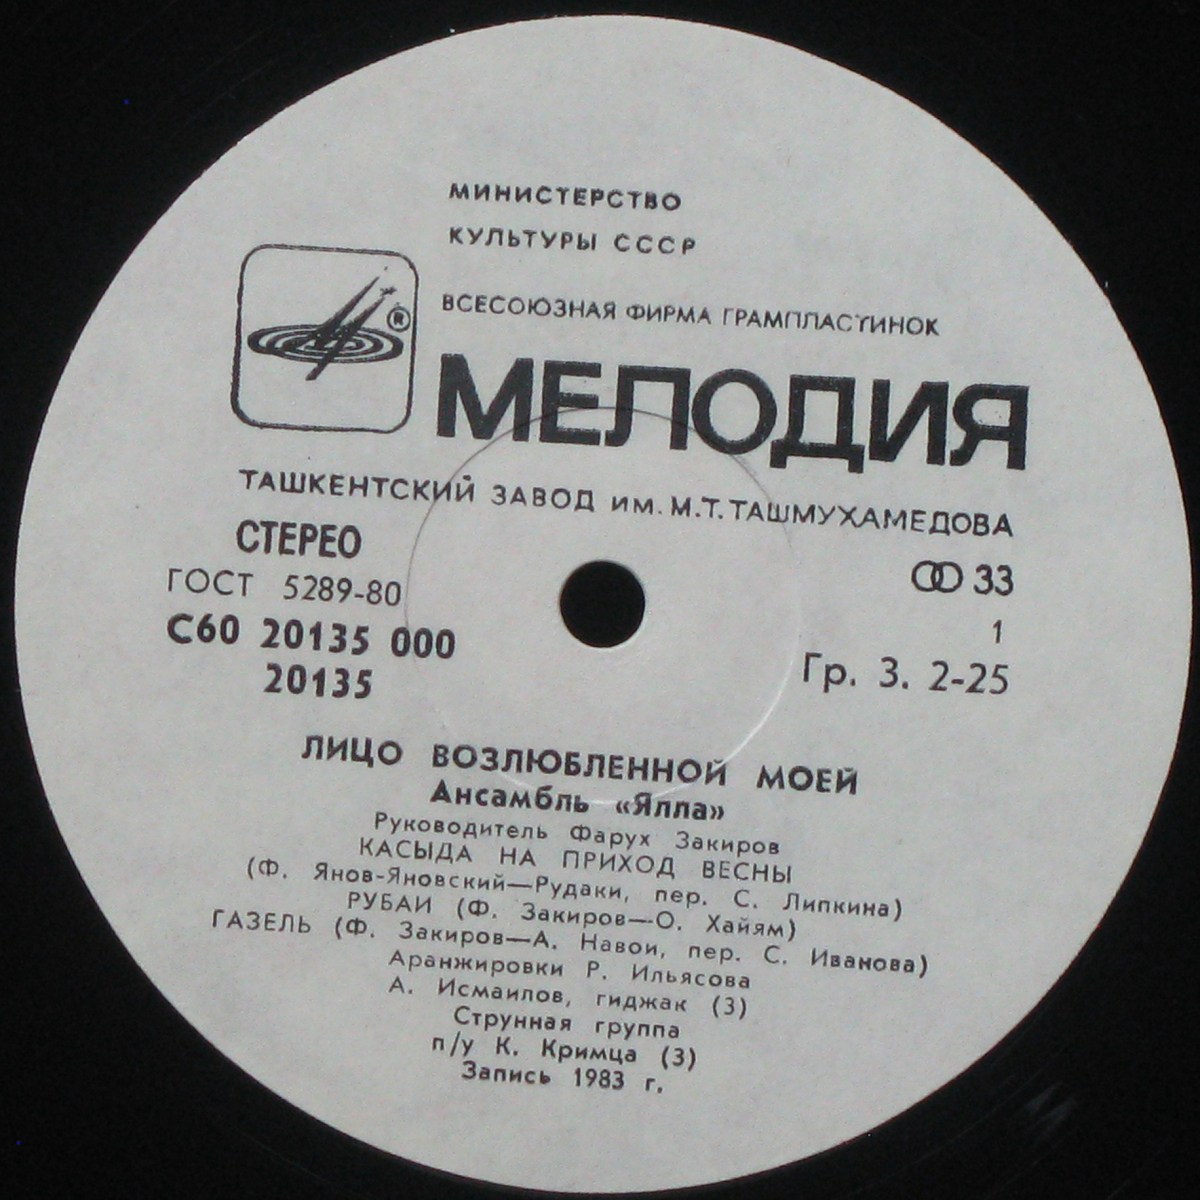 МИНИСТЕРСТВО
КУЛЬТУРЫ СССР
ВСЕСОЮЗНАЯ ФИРМА ГРАМПЛАСТИНОК
®
МЕЛОДИЯ
ТАШКЕНТСКИЙ ЗАВОД ИМ. М.Т. ТАШМУХАМЕДОВА
СТЕРЕО
ГОСТ 5289-80
33
С60 20135 000
1
20135
Гр. 3. 2-25
ЛИЦО ВОЗЛЮБЛЕННОЙ МОЕЙ
Ансамбль «Ялла»
Руководитель Фарух Закиров
КАСЫДА НА ПРИХОД ВЕСНЫ
(Ф. Янов-Яновский—Рудаки, пер. С. Липкина)
РУБАИ (Ф. Закиров—О. Хайям)
ГАЗЕЛЬ (Ф. Закиров—А. Навои, пер. С. Иванова)
Аранжировки Р. Ильясова
А. Исмаилов, гиджак (3)
Струнная группа
п/у К. Кримца (3)
Запись 1983 г.